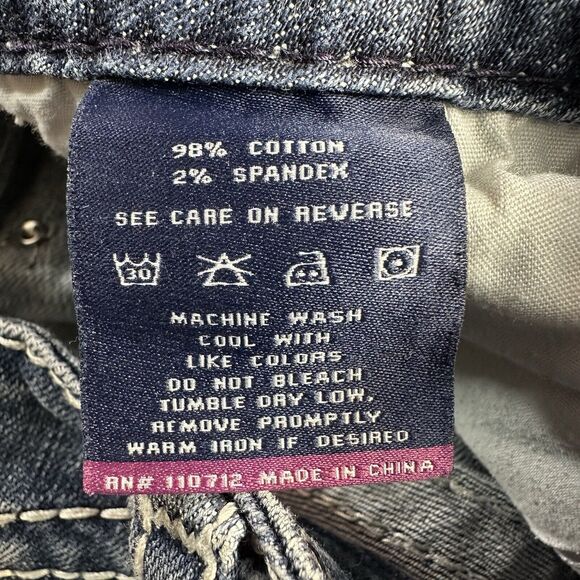 98% COTTON
2% SPANDEX
SEE CARE ON REVERSE
30
MACHINE WASH
COOL WITH
LIKE COLORS
DO NOT BLEACH
TUMBLE DRY LOW,
REMOVE PROMPTLY
WARM IRON IF DESIRED
RN# 110712 MADE IN CHINA